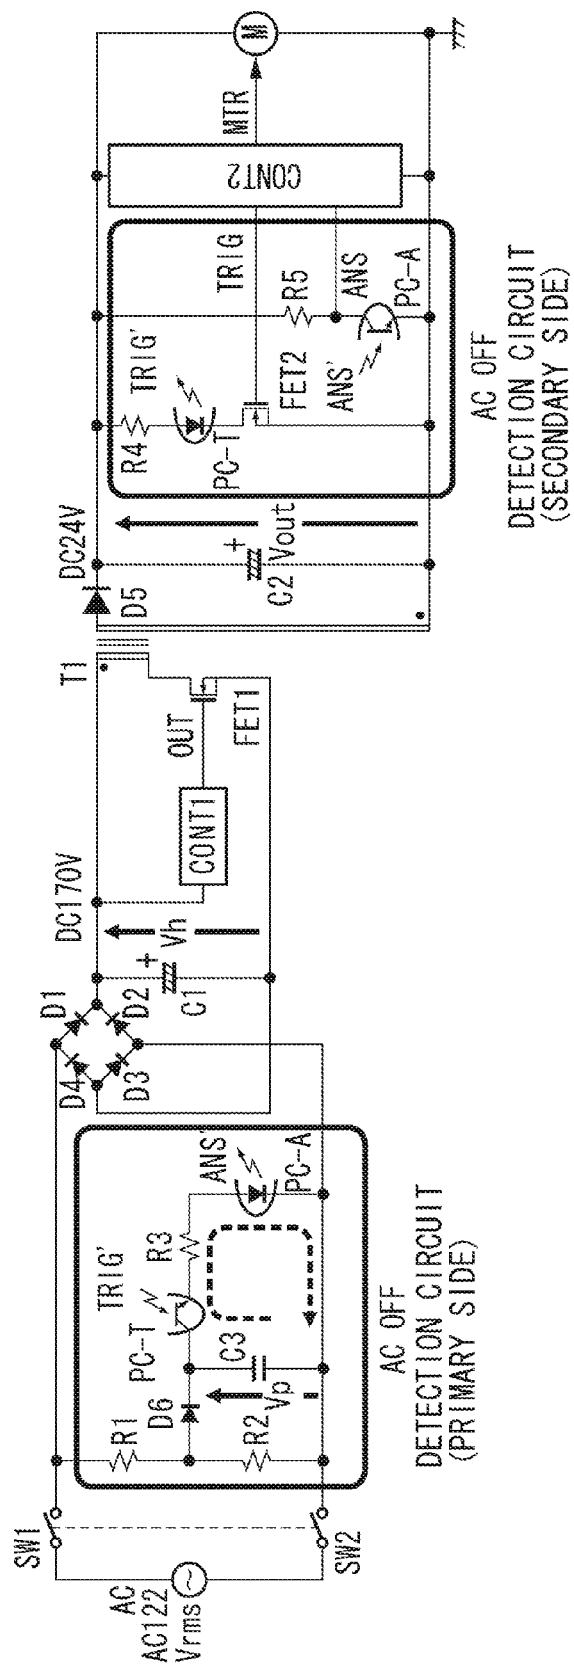 AC
AC122
Vrms
SW1
SW2
R1
R2
D6
Vp
C3
PC-T
TRIG'
R3
ANS'
PC-A
AC OFF
DETECTION CIRCUIT
(PRIMARY SIDE)
D4
D1
D3
D2
C1
+
Vh
DC170V
CONT1
OUT
FET1
T1
D5
DC24V
C2
+
Vout
R4
PC-T
TRIG'
FET2
TRIG
ANS'
R5
ANS
PC-A
AC OFF
DETECTION CIRCUIT
(SECONDARY SIDE)
CONT2
MTR
M